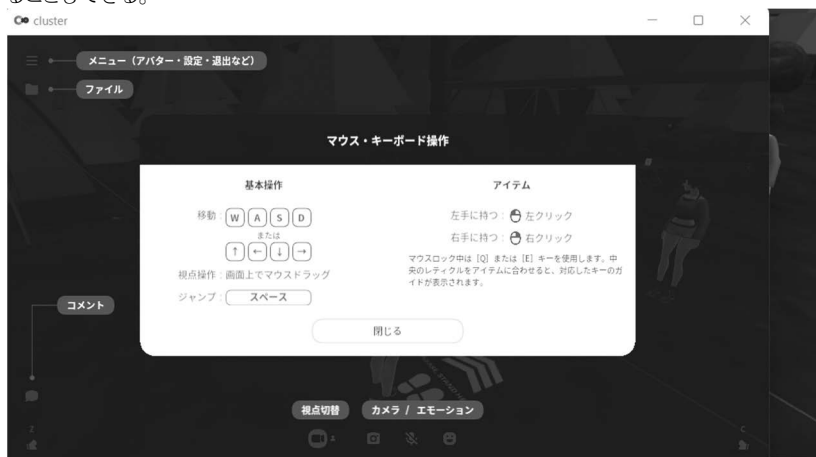 ることもできる。
cluster
メニュー（アバター・設定・退出など）
ファイル
マウス・キーボード操作
基本操作
移動：W A S D
または
↑ ← ↓ →
視点操作：画面上でマウスドラッグ
ジャンプ：スペース
アイテム
左手に持つ：左クリック
右手に持つ：右クリック
マウスロック中は [Q] または [E] キーを使用します。中
央のレティクルをアイテムに合わせると、対応したキーのガ
イドが表示されます。
コメント
閉じる
視点切替
カメラ / エモーション
Z
C